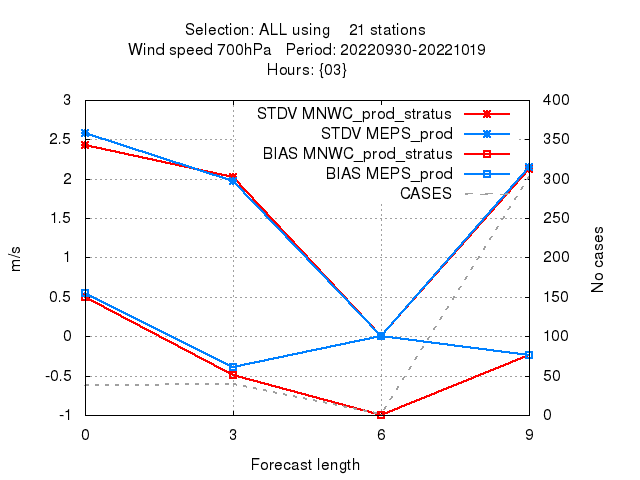 Selection: ALL using 21 stations
Wind speed 700hPa Period: 20220930-20221019
Hours: {03}
3 400
STDV MNWC_prod_stratus
2.5 STDV MEPS_prod 350
BIAS MNWC_prod_stratus
2 BIAS MEPS_prod 300
CASES
1.5 250
m/s
1 200
No cases
0.5 150
0 100
-0.5 50
-1 0
0 3 6 9
Forecast length